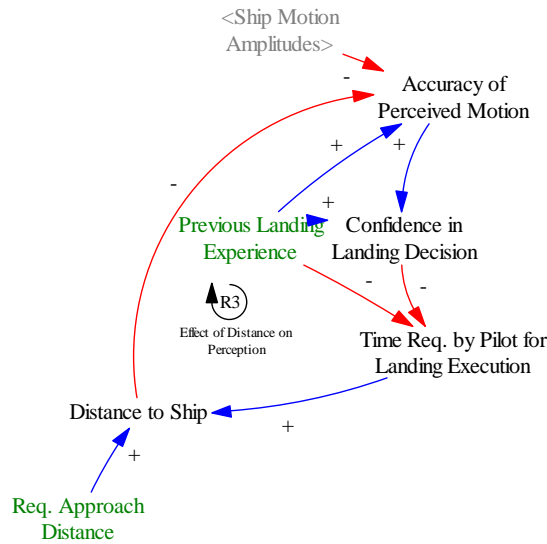 <Ship Motion
Amplitudes>
-
Accuracy of
Perceived Motion
+
+
-
+
Previous Landing
Experience
Confidence in
Landing Decision
-
-
R3
Effect of Distance on
Perception
Time Req. by Pilot for
Landing Execution
Distance to Ship
+
+
Req. Approach
Distance